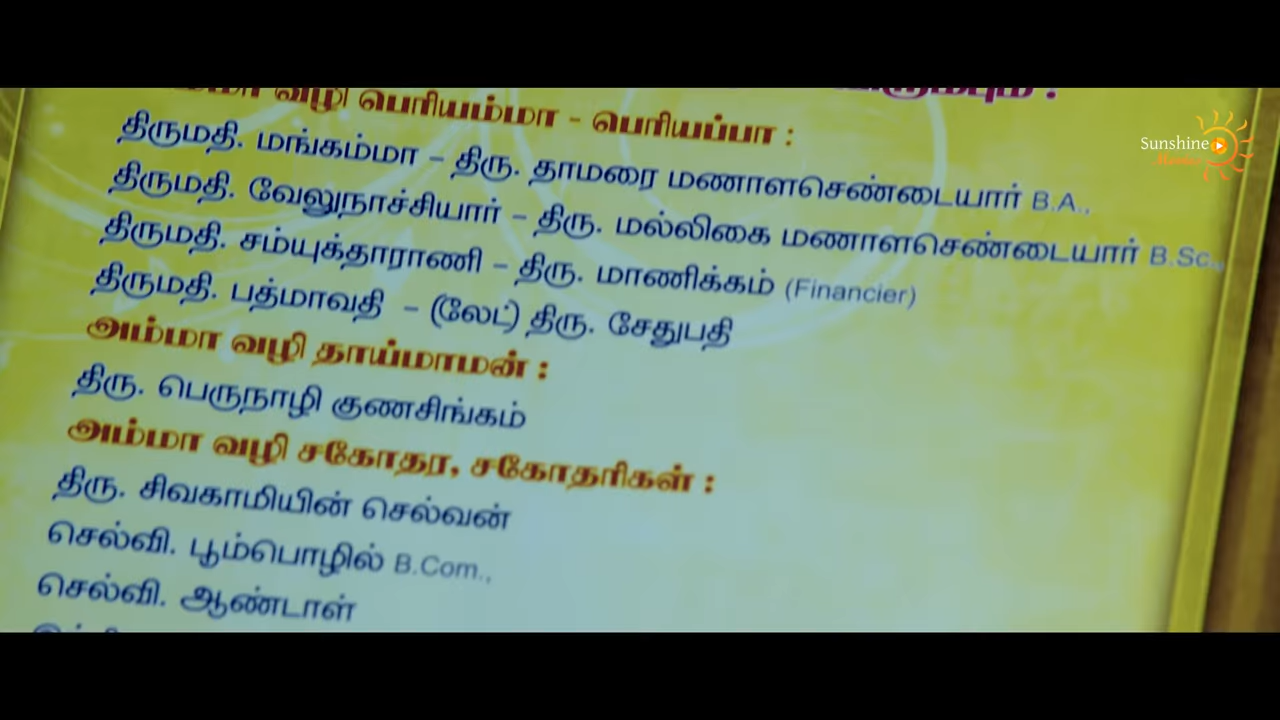 வழி பெரியம்மா - பெரியப்பா :
திருமதி. மங்கம்மா – திரு. தாமரை மணாளசெண்டையார் B.A.,
திருமதி. வேலுநாச்சியார் – திரு. மல்லிகை மணாளசெண்டையார் B.Sc.,
திருமதி. சம்யுக்தாராணி – திரு. மாணிக்கம் (Financier)
திருமதி. பத்மாவதி – (லேட்) திரு. சேதுபதி
அம்மா வழி தாய்மாமன் :
திரு. பெருநாழி குணசிங்கம்
அம்மா வழி சகோதர, சகோதரிகள் :
திரு. சிவகாமியின் செல்வன்
செல்வி. பூம்பொழில் B.Com.,
செல்வி. ஆண்டாள்
Sunshine